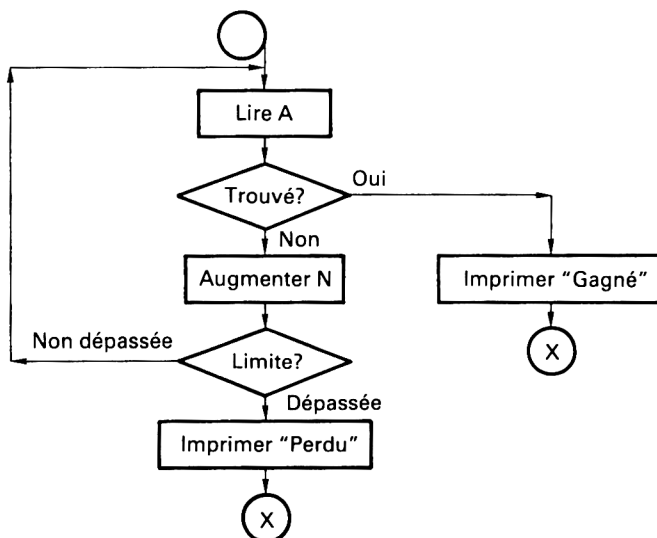 Lire A
Trouvé?
Oui
Non
Augmenter N
Imprimer “Gagné”
Non dépassée
Limite?
X
Dépassée
Imprimer “Perdu”
X